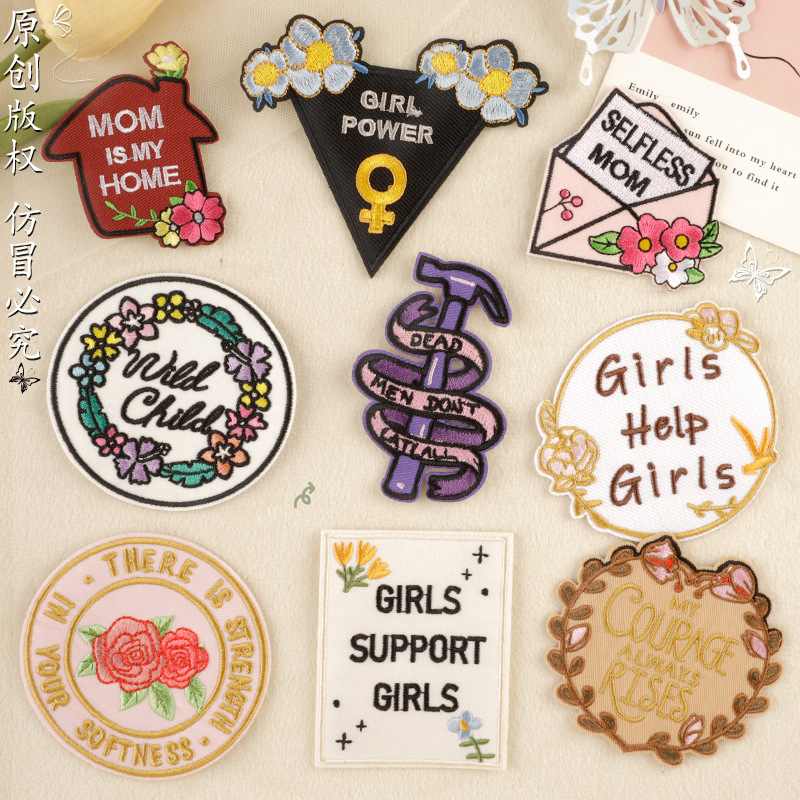 原创版权 仿冒必究
MOM
IS MY
HOME
GIRL
POWER
SELFLESS
MOM
Emily emily
sun fell into my heart
you to find it
Wild
Child
DEAD
MEN DON'T
CATCALL
Girls
Help
Girls
THERE IS STRENGTH
IN YOUR SOFTNESS
GIRLS
SUPPORT
GIRLS
MY
COURAGE
ALWAYS
RISES